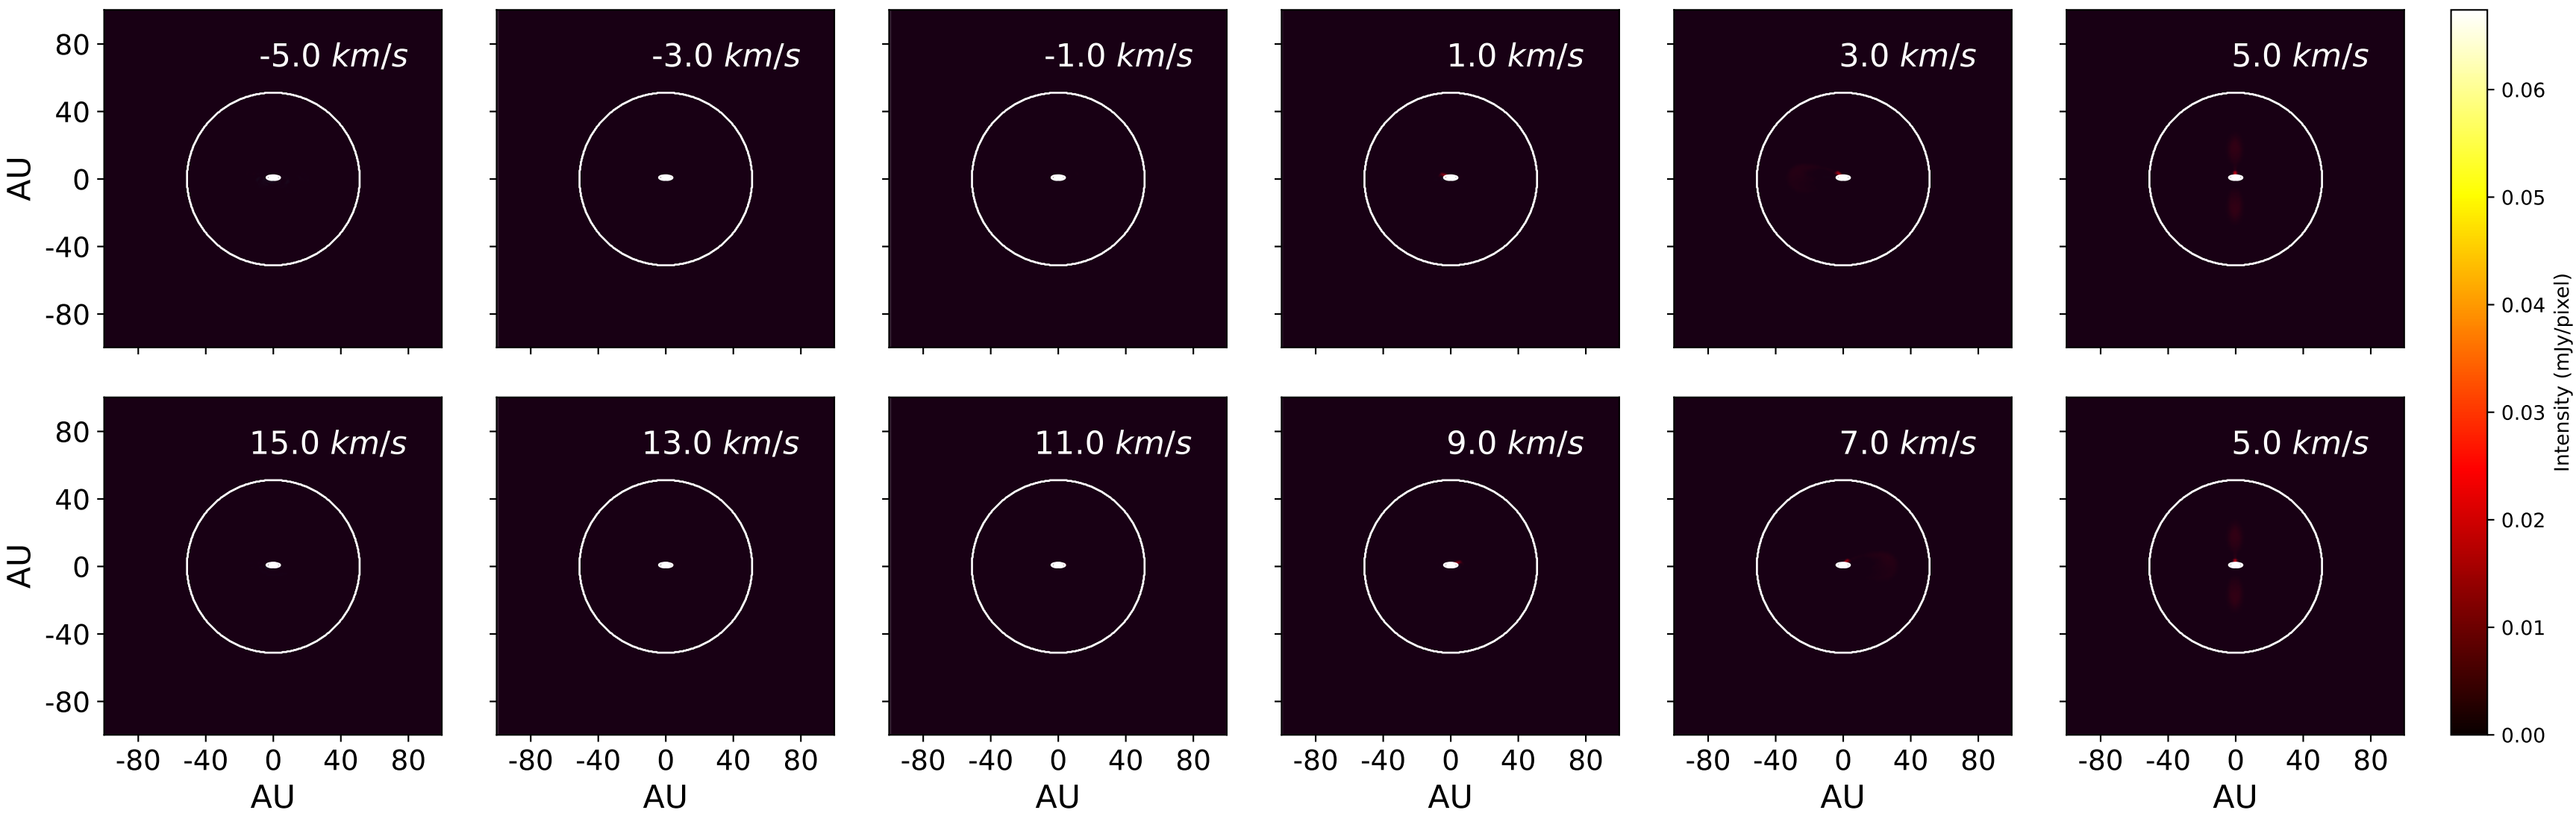 -5.0 km/s
-3.0 km/s
-1.0 km/s
1.0 km/s
3.0 km/s
5.0 km/s
80
40
0
-40
-80
AU
15.0 km/s
13.0 km/s
11.0 km/s
9.0 km/s
7.0 km/s
5.0 km/s
80
40
0
-40
-80
AU
-80 -40 0 40 80
-80 -40 0 40 80
-80 -40 0 40 80
-80 -40 0 40 80
-80 -40 0 40 80
-80 -40 0 40 80
AU
AU
AU
AU
AU
AU
0.06
0.05
0.04
0.03
0.02
0.01
0.00
Intensity (mJy/pixel)